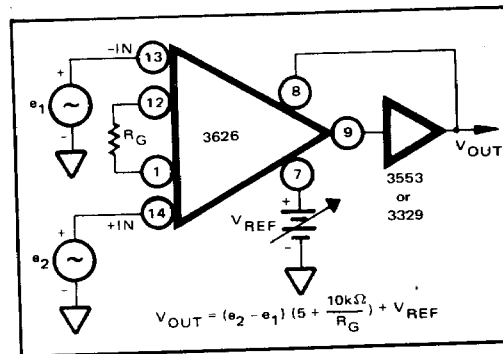 -IN
13
+
e1
~
-
12
RG
1
3626
8
9
VOUT
3553
or
3329
7
+
VREF
-
14
+IN
+
e2
~
-
VOUT = (e2 - e1) (5 + 10kΩ / RG) + VREF